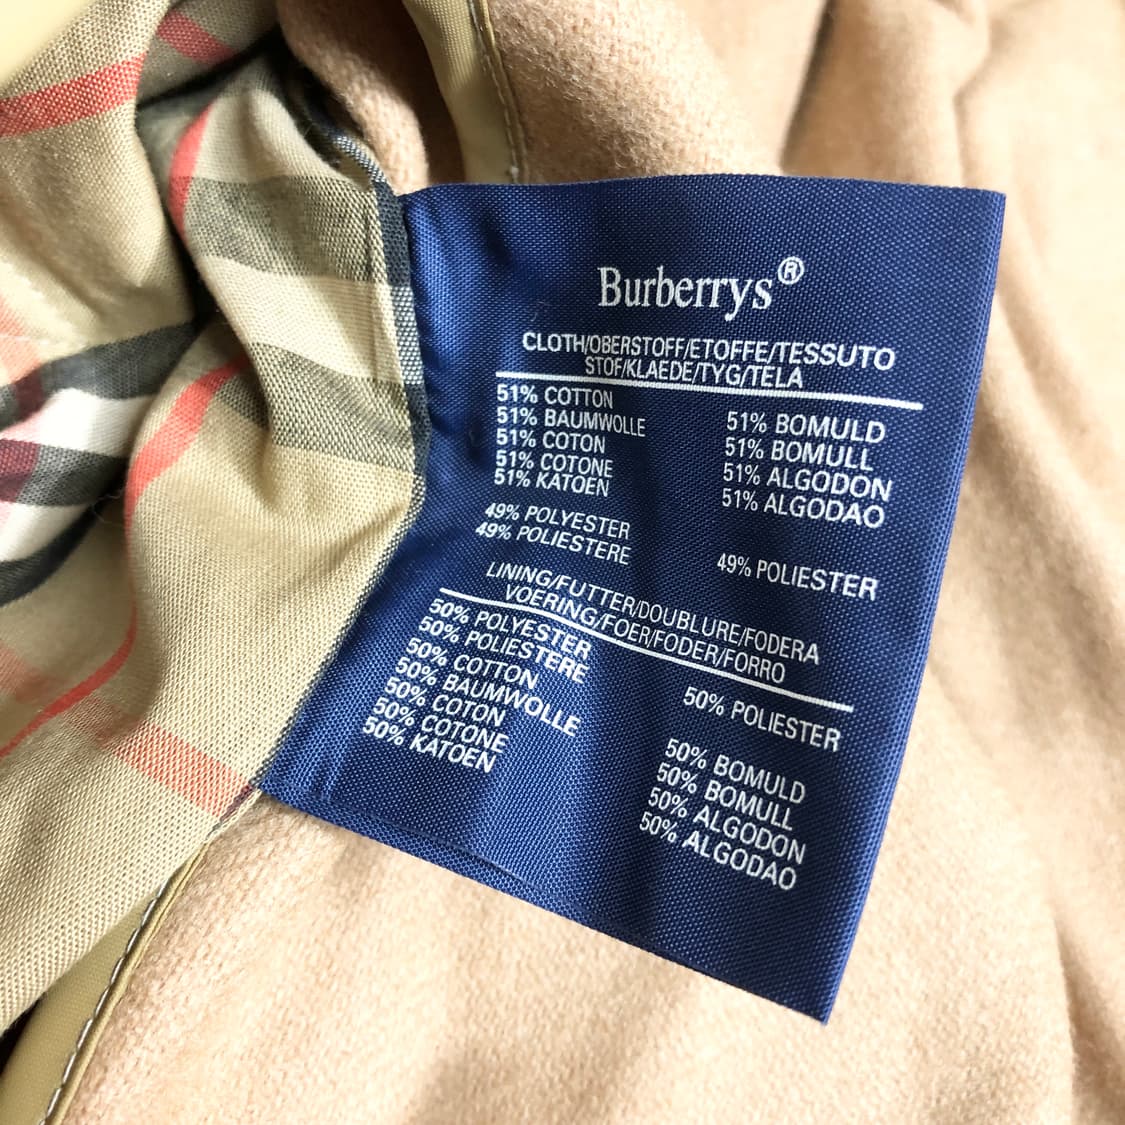 Burberrys®
CLOTH/OBERSTOFF/ETOFFE/TESSUTO
STOF/KLAEDE/TYG/TELA
51% COTTON
51% BAUMWOLLE
51% COTON
51% COTONE
51% KATOEN
51% BOMULD
51% BOMULL
51% ALGODON
51% ALGODAO
49% POLYESTER
49% POLIESTERE
49% POLIESTER
LINING/FUTTER/DOUBLURE/FODERA
VOERING/FOER/FODER/FORRO
50% POLYESTER
50% POLIESTERE
50% COTTON
50% BAUMWOLLE
50% COTON
50% COTONE
50% KATOEN
50% POLIESTER
50% BOMULD
50% BOMULL
50% ALGODON
50% ALGODAO